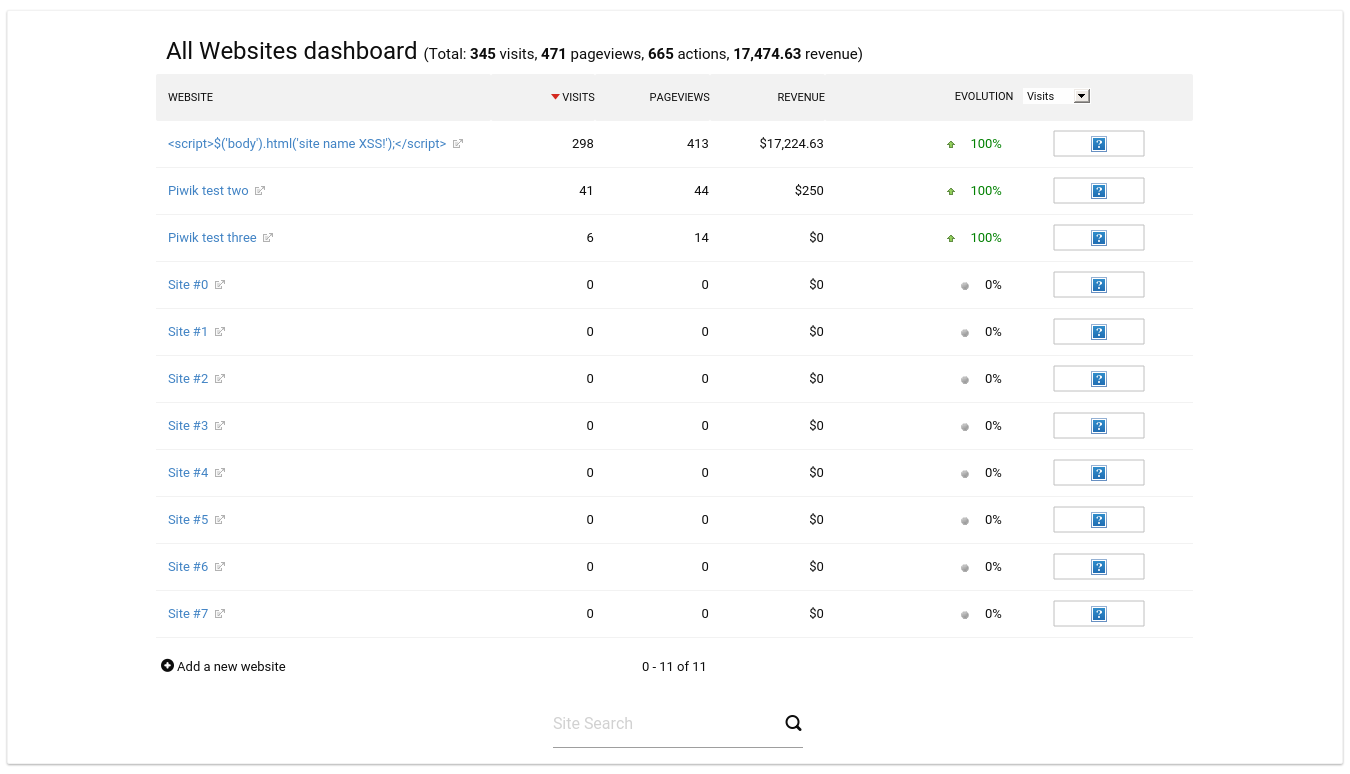 All Websites dashboard (Total: 345 visits, 471 pageviews, 665 actions, 17,474.63 revenue)
WEBSITE VISITS PAGEVIEWS REVENUE EVOLUTION Visits
<script>$('body').html('site name XSS!');</script> 298 413 $17,224.63 100% ?
Piwik test two 41 44 $250 100% ?
Piwik test three 6 14 $0 100% ?
Site #0 0 0 $0 0% ?
Site #1 0 0 $0 0% ?
Site #2 0 0 $0 0% ?
Site #3 0 0 $0 0% ?
Site #4 0 0 $0 0% ?
Site #5 0 0 $0 0% ?
Site #6 0 0 $0 0% ?
Site #7 0 0 $0 0% ?
Add a new website 0 - 11 of 11
Site Search